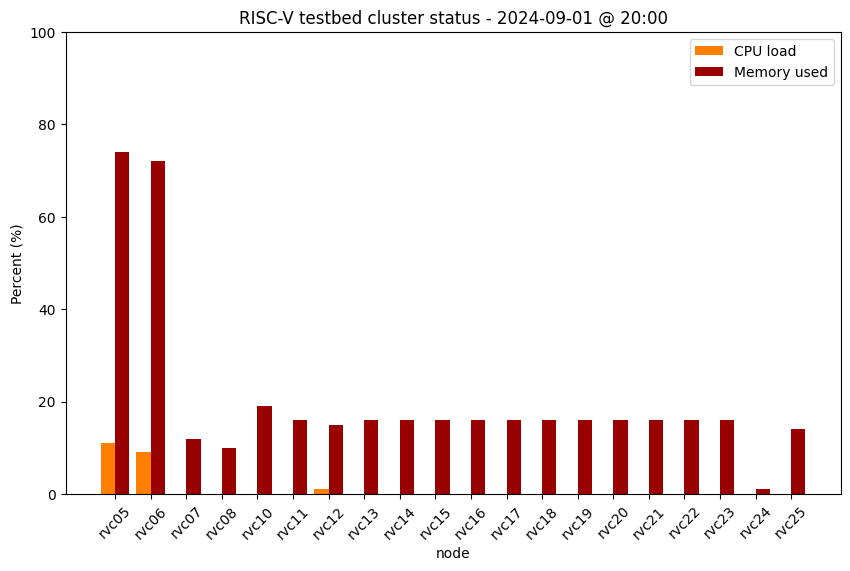 RISC-V testbed cluster status - 2024-09-01 @ 20:00
CPU load
Memory used
Percent (%)
100
80
60
40
20
0
rvc05
rvc06
rvc07
rvc08
rvc10
rvc11
rvc12
rvc13
rvc14
rvc15
rvc16
rvc17
rvc18
rvc19
rvc20
rvc21
rvc22
rvc23
rvc24
rvc25
node